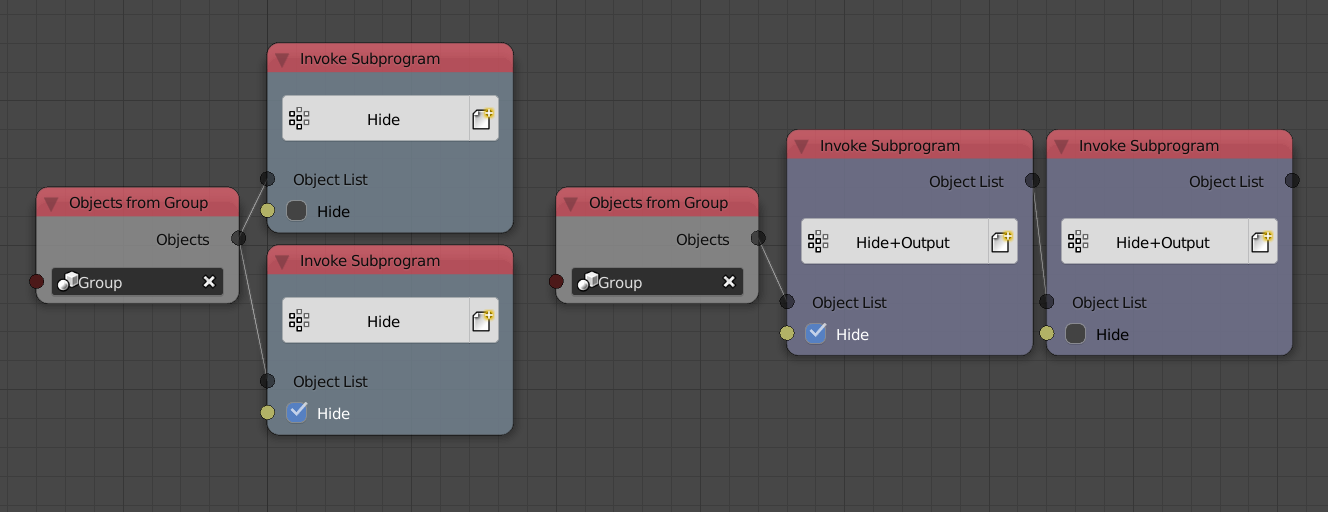 Invoke Subprogram
Hide
Object List
Hide
Objects from Group
Objects
Group
Invoke Subprogram
Hide
Object List
Hide
Objects from Group
Objects
Group
Invoke Subprogram
Object List
Hide+Output
Object List
Hide
Invoke Subprogram
Object List
Hide+Output
Object List
Hide